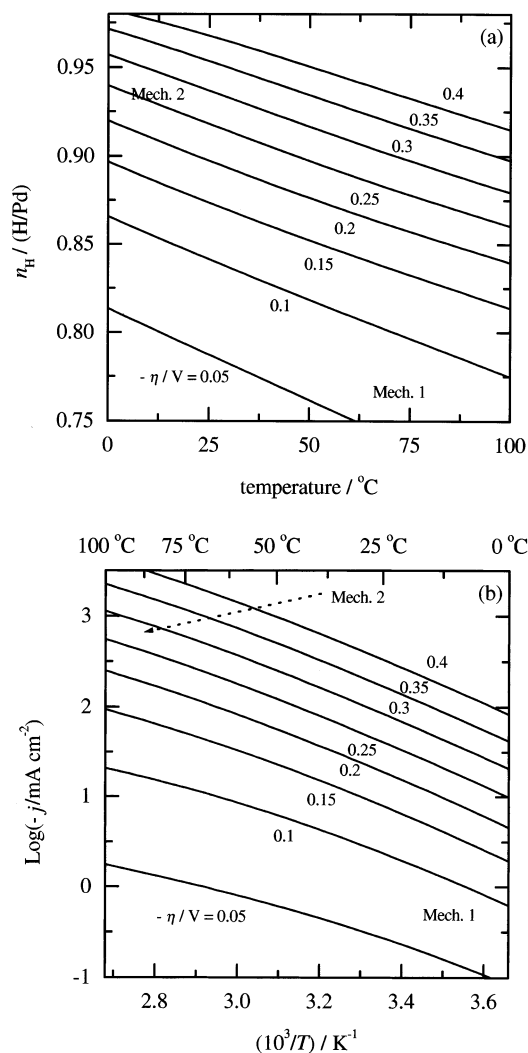 (a)
0.95
0.90
0.85
0.80
0.75
n_H / (H/Pd)
Mech. 2
0.4
0.35
0.3
0.25
0.2
0.15
0.1
- η / V = 0.05
Mech. 1
0
25
50
75
100
temperature / °C
100 °C
75 °C
50 °C
25 °C
0 °C
(b)
3
2
1
0
-1
Log(- j/mA cm⁻²)
Mech. 2
0.4
0.35
0.3
0.25
0.2
0.15
0.1
- η / V = 0.05
Mech. 1
2.8
3.0
3.2
3.4
3.6
(10³/T) / K⁻¹